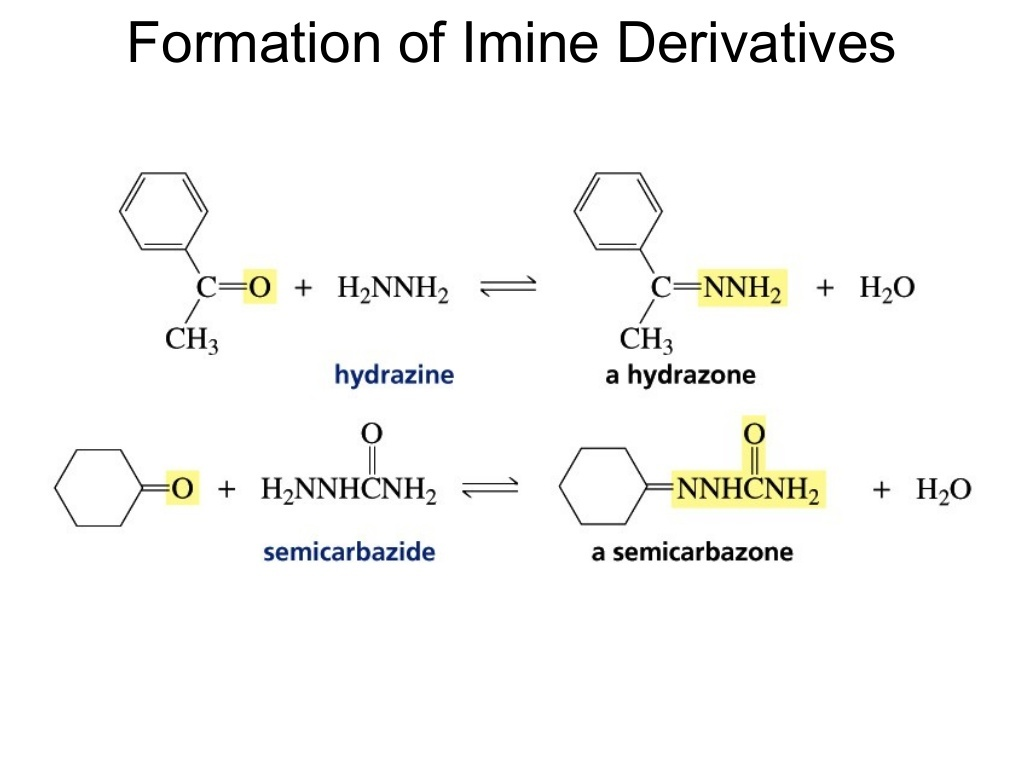 Formation of Imine Derivatives
C=O + H₂NNH₂ ⇌ C=NNH₂ + H₂O
CH₃ CH₃
hydrazine a hydrazone
O O
=O + H₂NNHCNH₂ ⇌ =NNHCNH₂ + H₂O
semicarbazide a semicarbazone